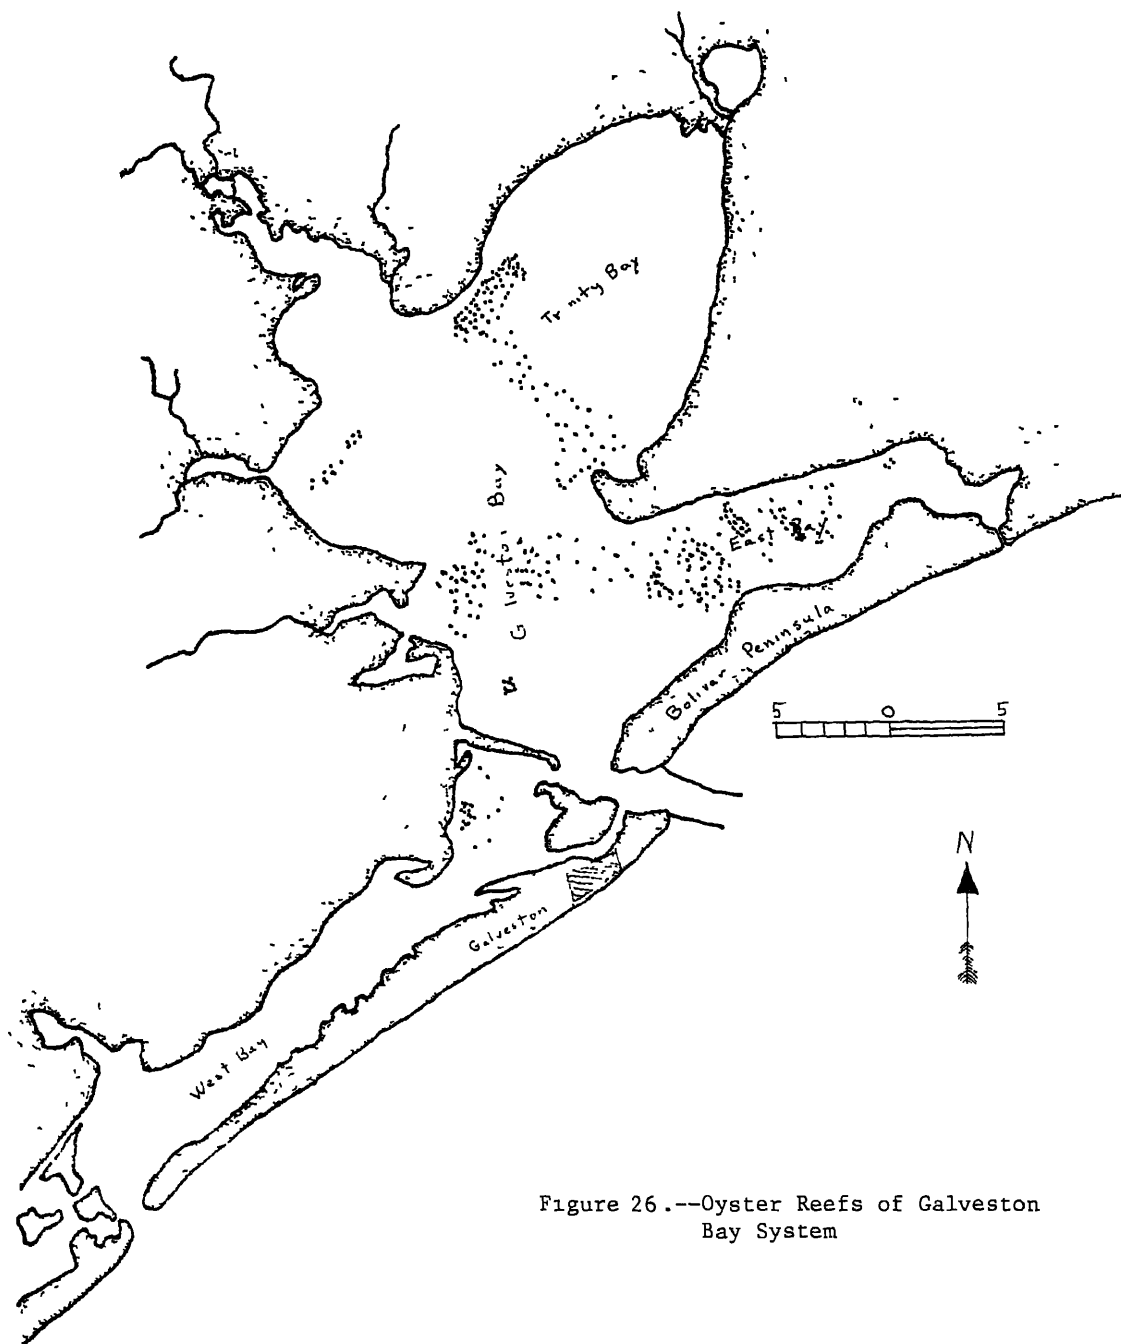 Trinity Bay
Bay
East Bay
G
Bolivar Peninsula
5 0 5
N
Galveston
West Bay
Figure 26.--Oyster Reefs of Galveston
Bay System